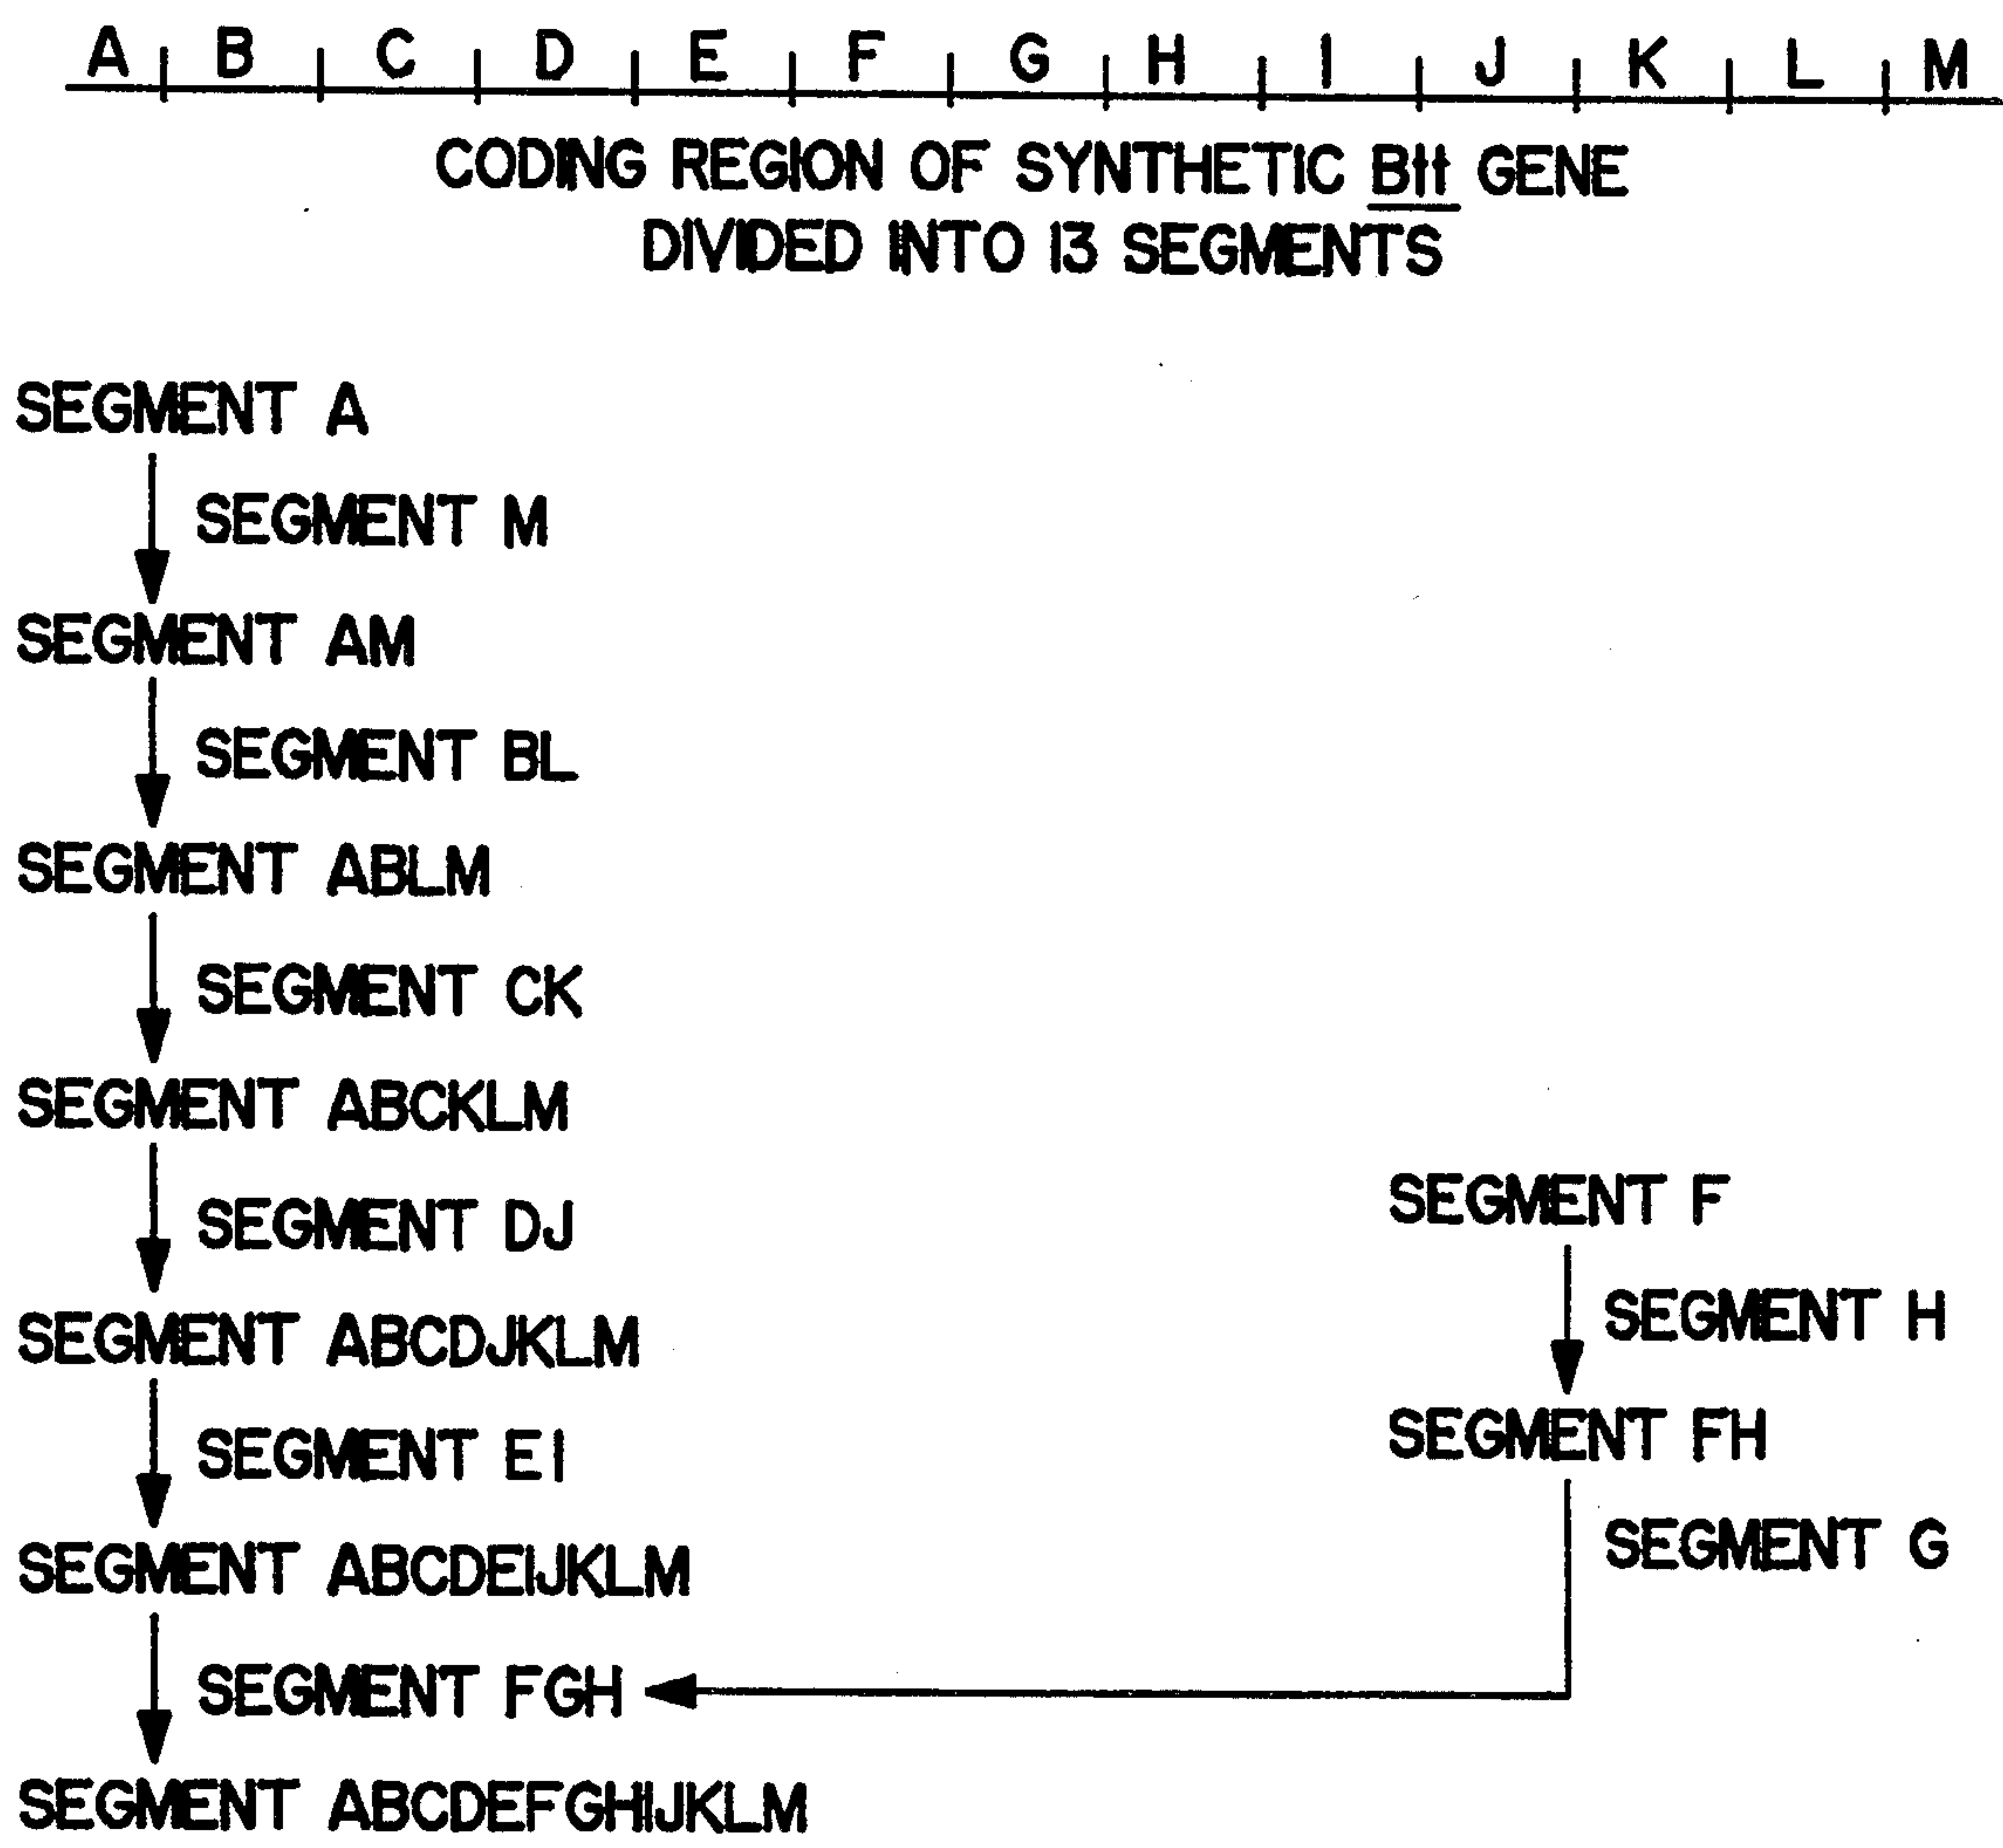 A B C D E F G H I J K L M
CODING REGION OF SYNTHETIC Btt GENE
DIVIDED INTO 13 SEGMENTS
SEGMENT A
SEGMENT M
SEGMENT AM
SEGMENT BL
SEGMENT ABLM
SEGMENT CK
SEGMENT ABCKLM
SEGMENT DJ
SEGMENT ABCDJKLM
SEGMENT EI
SEGMENT ABCDEIJKLM
SEGMENT F
SEGMENT H
SEGMENT FH
SEGMENT G
SEGMENT FGH
SEGMENT ABCDEFGHIJKLM